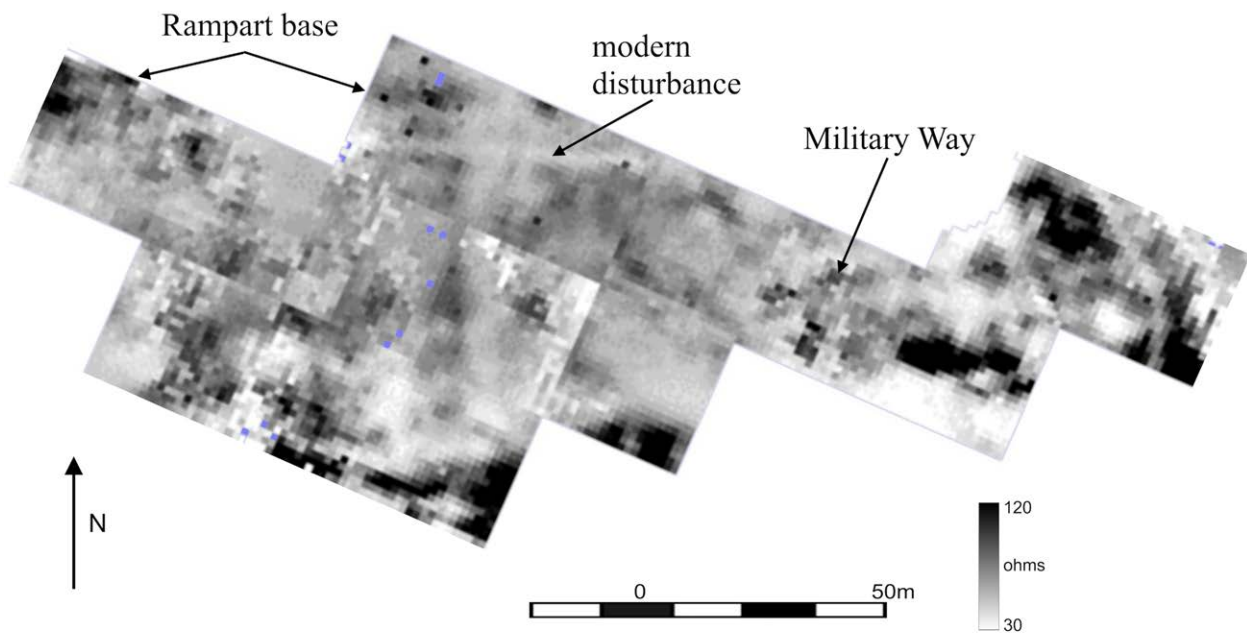 Rampart base
modern
disturbance
Military Way
N
120
ohms
30
0
50m